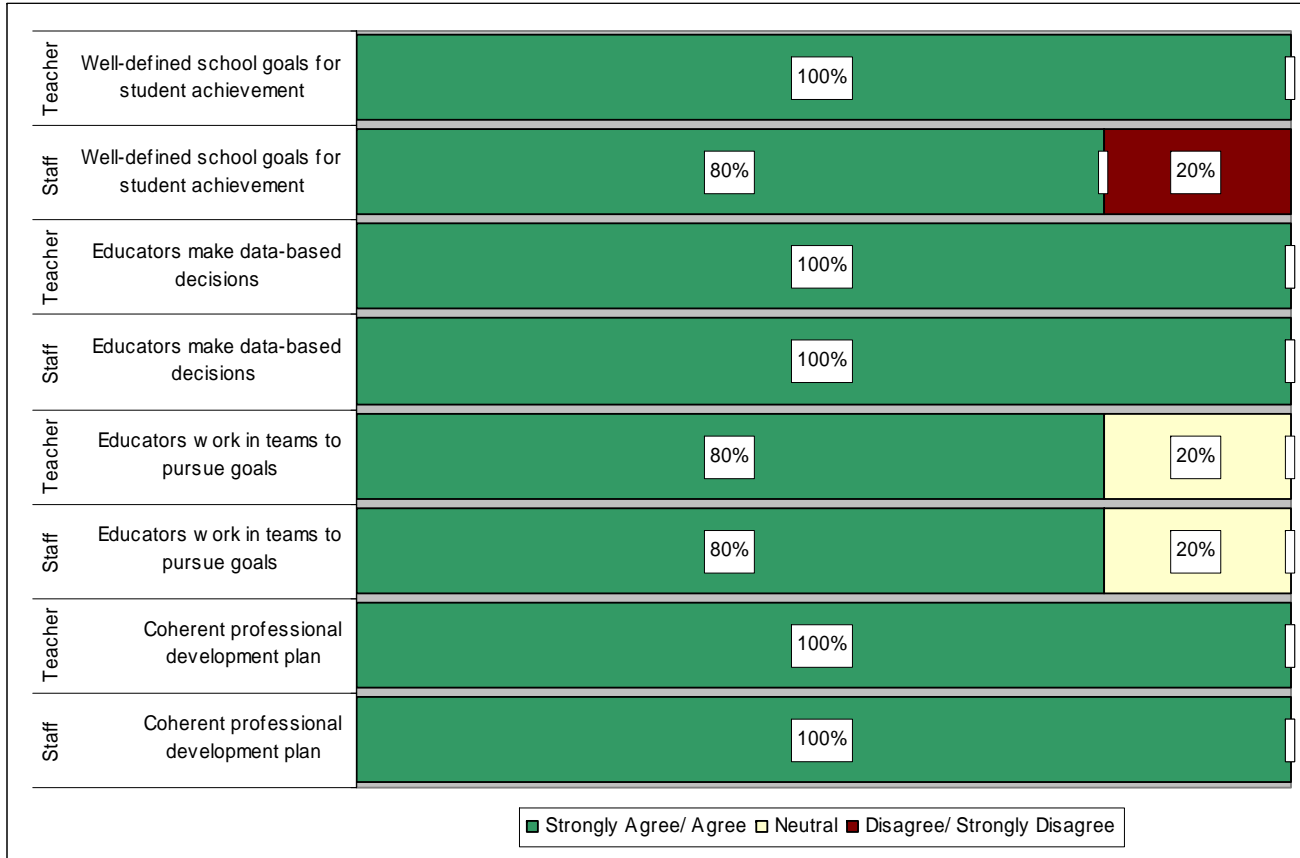 Teacher
Well-defined school goals for
student achievement
100%
Staff
Well-defined school goals for
student achievement
80%
20%
Teacher
Educators make data-based
decisions
100%
Staff
Educators make data-based
decisions
100%
Teacher
Educators work in teams to
pursue goals
80%
20%
Staff
Educators work in teams to
pursue goals
80%
20%
Teacher
Coherent professional
development plan
100%
Staff
Coherent professional
development plan
100%
Strongly Agree/ Agree Neutral Disagree/ Strongly Disagree